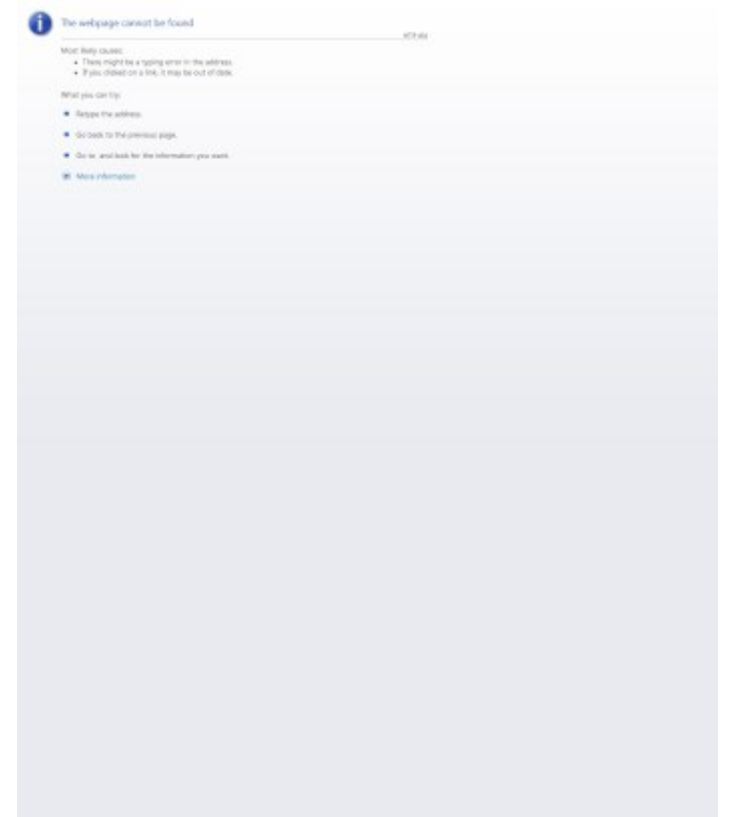 The webpage cannot be found
HTTP 404
Most likely causes:
There might be a typing error in the address.
If you clicked on a link, it may be out of date.
What you can try:
Retype the address.
Go back to the previous page.
Go to and look for the information you want.
More information